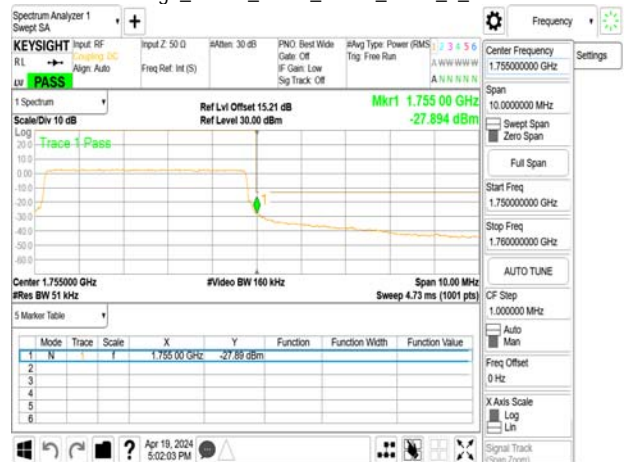 Spectrum Analyzer 1
Swept SA
Frequency
KEYSIGHT
RL
PASS
Input: RF
Coupling: DC
Align: Auto
Input Z: 50 Ω
Freq Ref: Int (S)
#Atten: 30 dB
PNO: Best Wide
Gate: Off
IF Gain: Low
Sig Track: Off
#Avg Type: Power (RMS
Trig: Free Run
1 2 3 4 5 6
A W W W W W
A N N N N N
Center Frequency
1.755000000 GHz
Settings
Span
10.0000000 MHz
Swept Span
Zero Span
Full Span
Start Freq
1.750000000 GHz
Stop Freq
1.760000000 GHz
AUTO TUNE
CF Step
1.000000 MHz
Auto
Man
Freq Offset
0 Hz
X Axis Scale
Log
Lin
Signal Track
(Span Zoom)
1 Spectrum
Scale/Div 10 dB
Ref Lvl Offset 15.21 dB
Ref Level 30.00 dBm
Mkr1 1.755 00 GHz
-27.894 dBm
Log
Trace 1 Pass
20.0
10.0
0.00
-10.0
-20.0
-30.0
-40.0
-50.0
-60.0
1
Center 1.755000 GHz
#Res BW 51 kHz
#Video BW 160 kHz
Span 10.00 MHz
Sweep 4.73 ms (1001 pts)
5 Marker Table
Mode Trace Scale X Y Function Function Width Function Value
1 N 1 f 1.755 00 GHz -27.89 dBm
2
3
4
5
6
Apr 19, 2024
5:02:03 PM